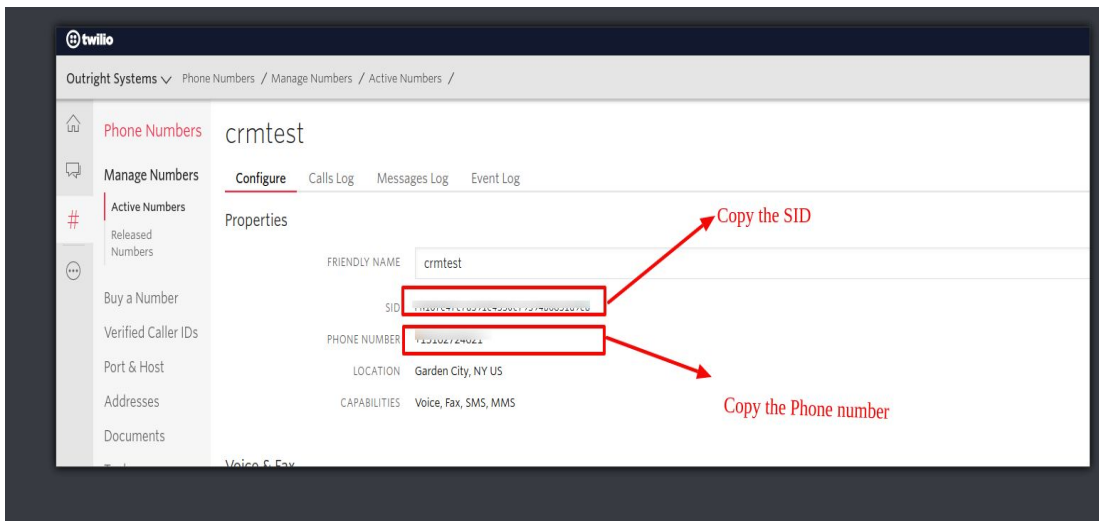 twilio
Outright Systems Phone Numbers / Manage Numbers / Active Numbers /
Phone Numbers
crmtest
Manage Numbers
Configure Calls Log Messages Log Event Log
Active Numbers
Copy the SID
#
Released
Numbers
Properties
FRIENDLY NAME crmtest
Buy a Number
SID
Verified Caller IDs
PHONE NUMBER
Port & Host
LOCATION Garden City, NY US
Addresses
CAPABILITIES Voice, Fax, SMS, MMS
Copy the Phone number
Documents
Voice & Fax